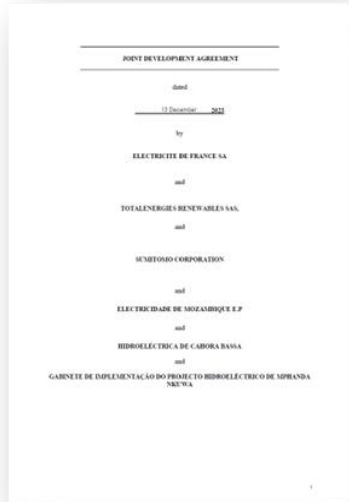 JOINT DEVELOPMENT AGREEMENT
dated
13 December 2023
by
ELECTRICITE DE FRANCE SA
and
TOTALENERGIES RENEWABLES SAS,
and
SUMITOMO CORPORATION
and
ELECTRICIDADE DE MOZAMBIQUE E.P
and
HIDROELÉCTRICA DE CAHORA BASSA
and
GABINETE DE IMPLEMENTAÇÃO DO PROJECTO HIDROELÉCTRICO DE MPHANDA
NKUWA